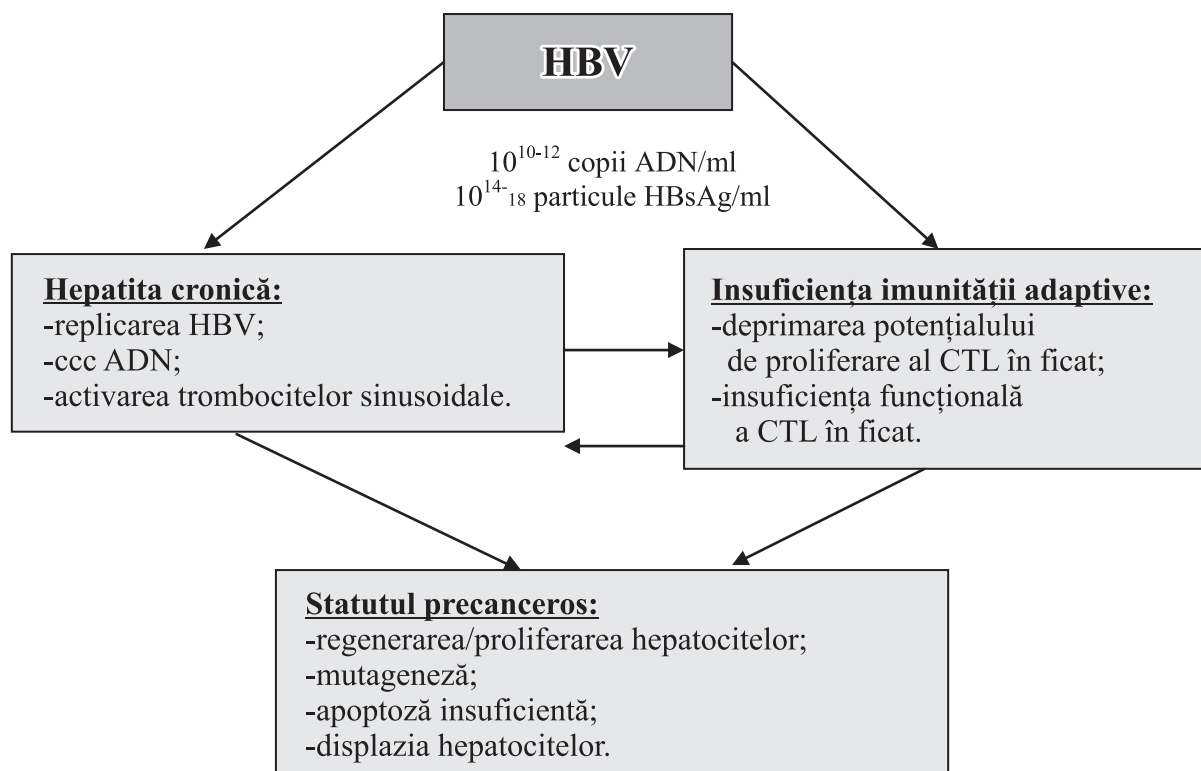 HBV
10^10-12 copii ADN/ml
10^14-18 particule HBsAg/ml
Hepatita cronică:
-replicarea HBV;
-ccc ADN;
-activarea trombocitelor sinusoidale.
Insuficiența imunității adaptive:
-deprimarea potențialului
de proliferare al CTL în ficat;
-insuficiența funcțională
a CTL în ficat.
Statutul precanceros:
-regenerarea/proliferarea hepatocitelor;
-mutageneză;
-apoptoză insuficientă;
-displazia hepatocitelor.